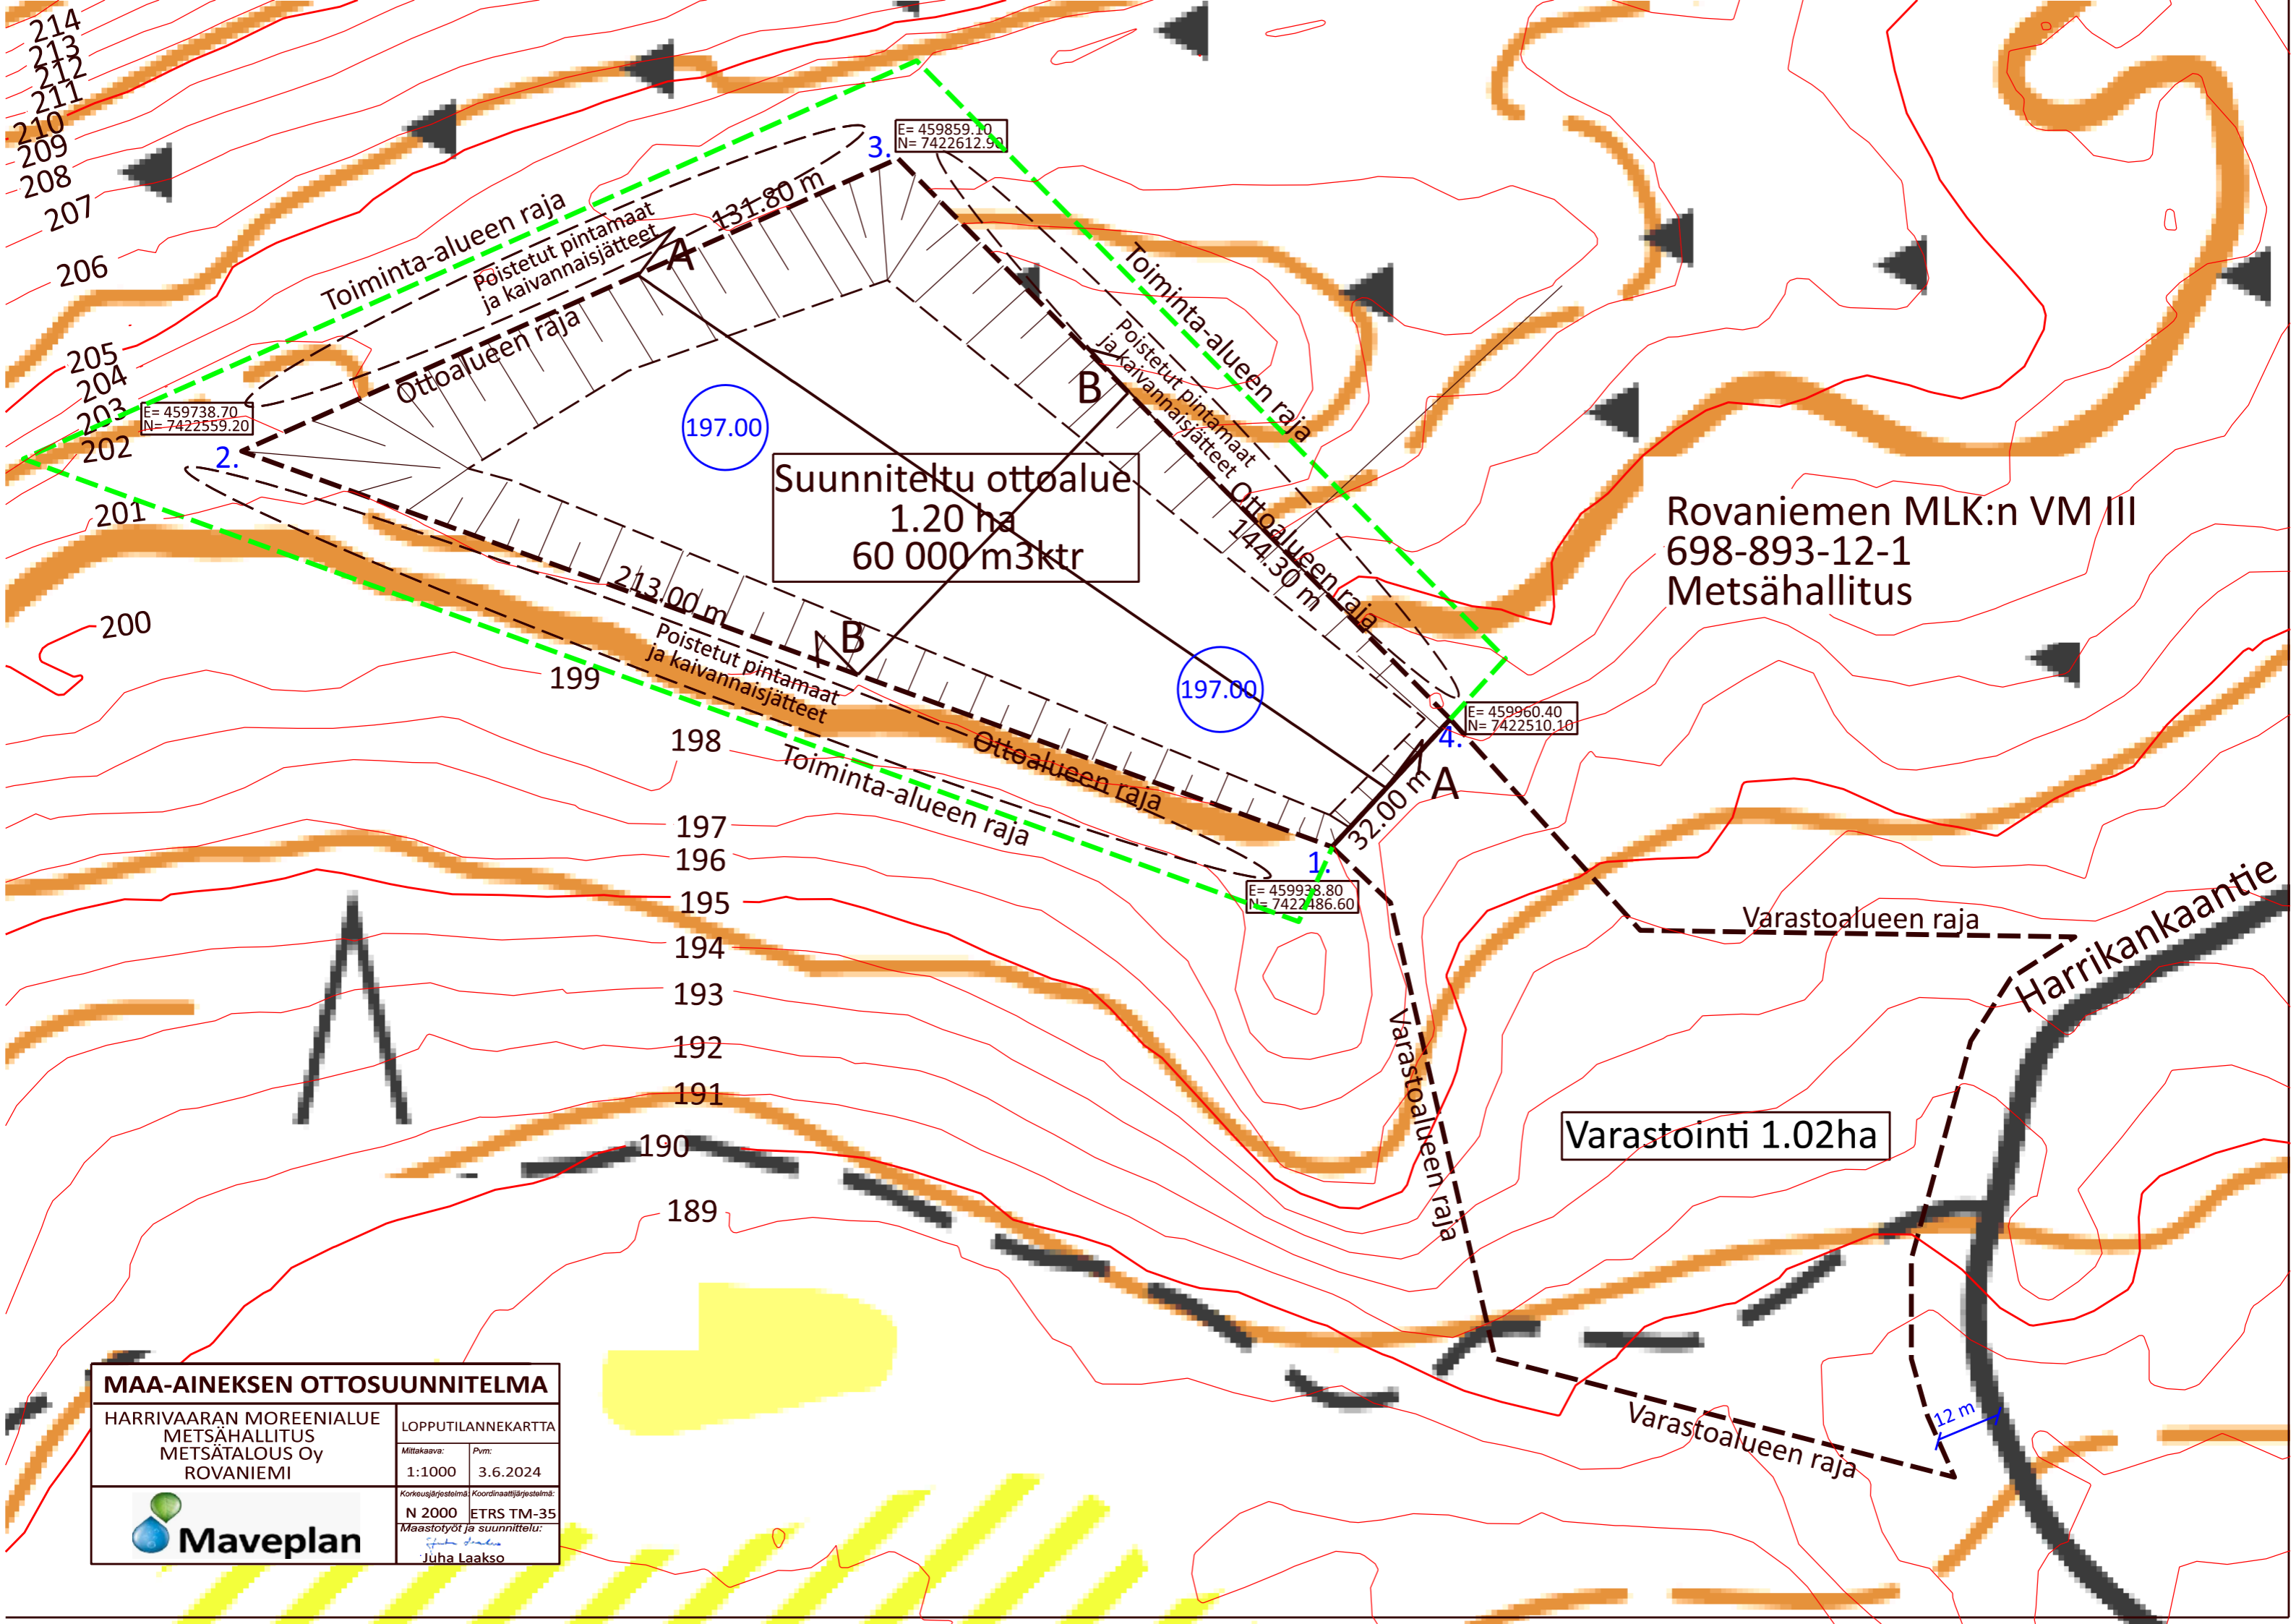 214
213
212
211
210
209
208
207
206
205
204
203
202
201
200
199
198
197
196
195
194
193
192
191
190
189
E= 459859.10
N= 7422612.90
3.
131.80 m
A
Toiminta-alueen raja
Poistetut pintamaat
ja kaivannaisjätteet
Ottoalueen raja
E= 459738.70
N= 7422559.20
2.
197.00
B
Toiminta-alueen raja
Poistetut pintamaat
ja kaivannaisjätteet
Ottoalueen raja
144.30 m
Suunniteltu ottoalue
1.20 ha
60 000 m3ktr
Rovaniemen MLK:n VM III
698-893-12-1
Metsähallitus
213.00 m
B
Poistetut pintamaat
ja kaivannaisjätteet
197.00
Ottoalueen raja
Toiminta-alueen raja
E= 459960.40
N= 7422510.10
4.
A
32.00 m
1.
E= 459938.80
N= 7422486.60
Varastoalueen raja
Harrikankaantie
Varastoalueen raja
Varastointi 1.02ha
Varastoalueen raja
12 m
MAA-AINEKSEN OTTOSUUNNITELMA
HARRIVAARAN MOREENIALUE
METSÄHALLITUS
METSÄTALOUS Oy
ROVANIEMI
LOPPUTILANNEKARTTA
Mittakaava: Pvm:
1:1000 3.6.2024
Korkeusjärjestelmä: Koordinaattijärjestelmä:
N 2000 ETRS TM-35
Maastotyöt ja suunnittelu:
Juha Laakso
Maveplan